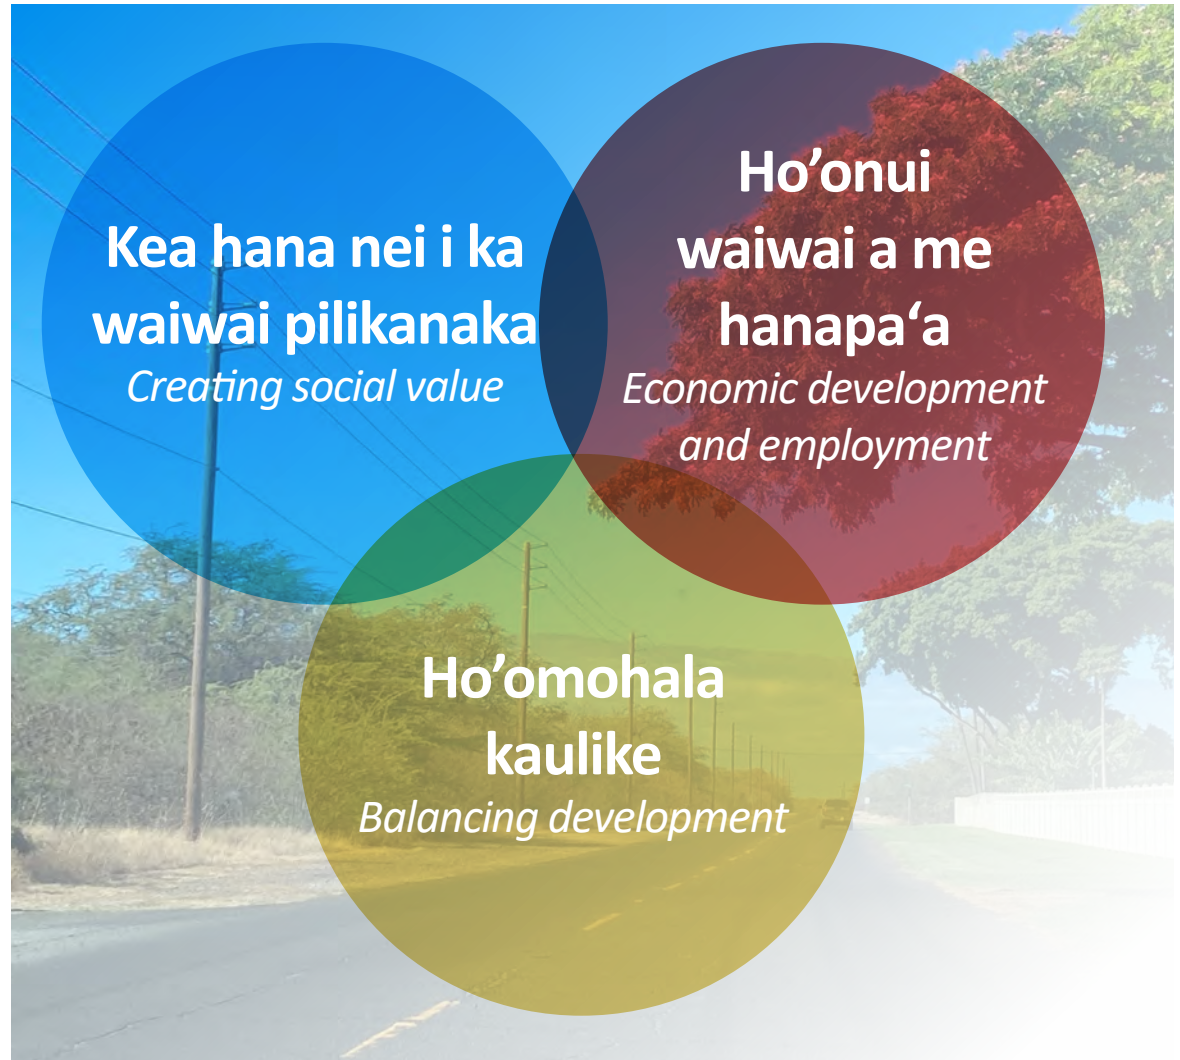 Kea hana nei i ka
waiwai pilikanaka
Creating social value
Ho’onui
waiwai a me
hanapa‘a
Economic development
and employment
Ho’omohala
kaulike
Balancing development